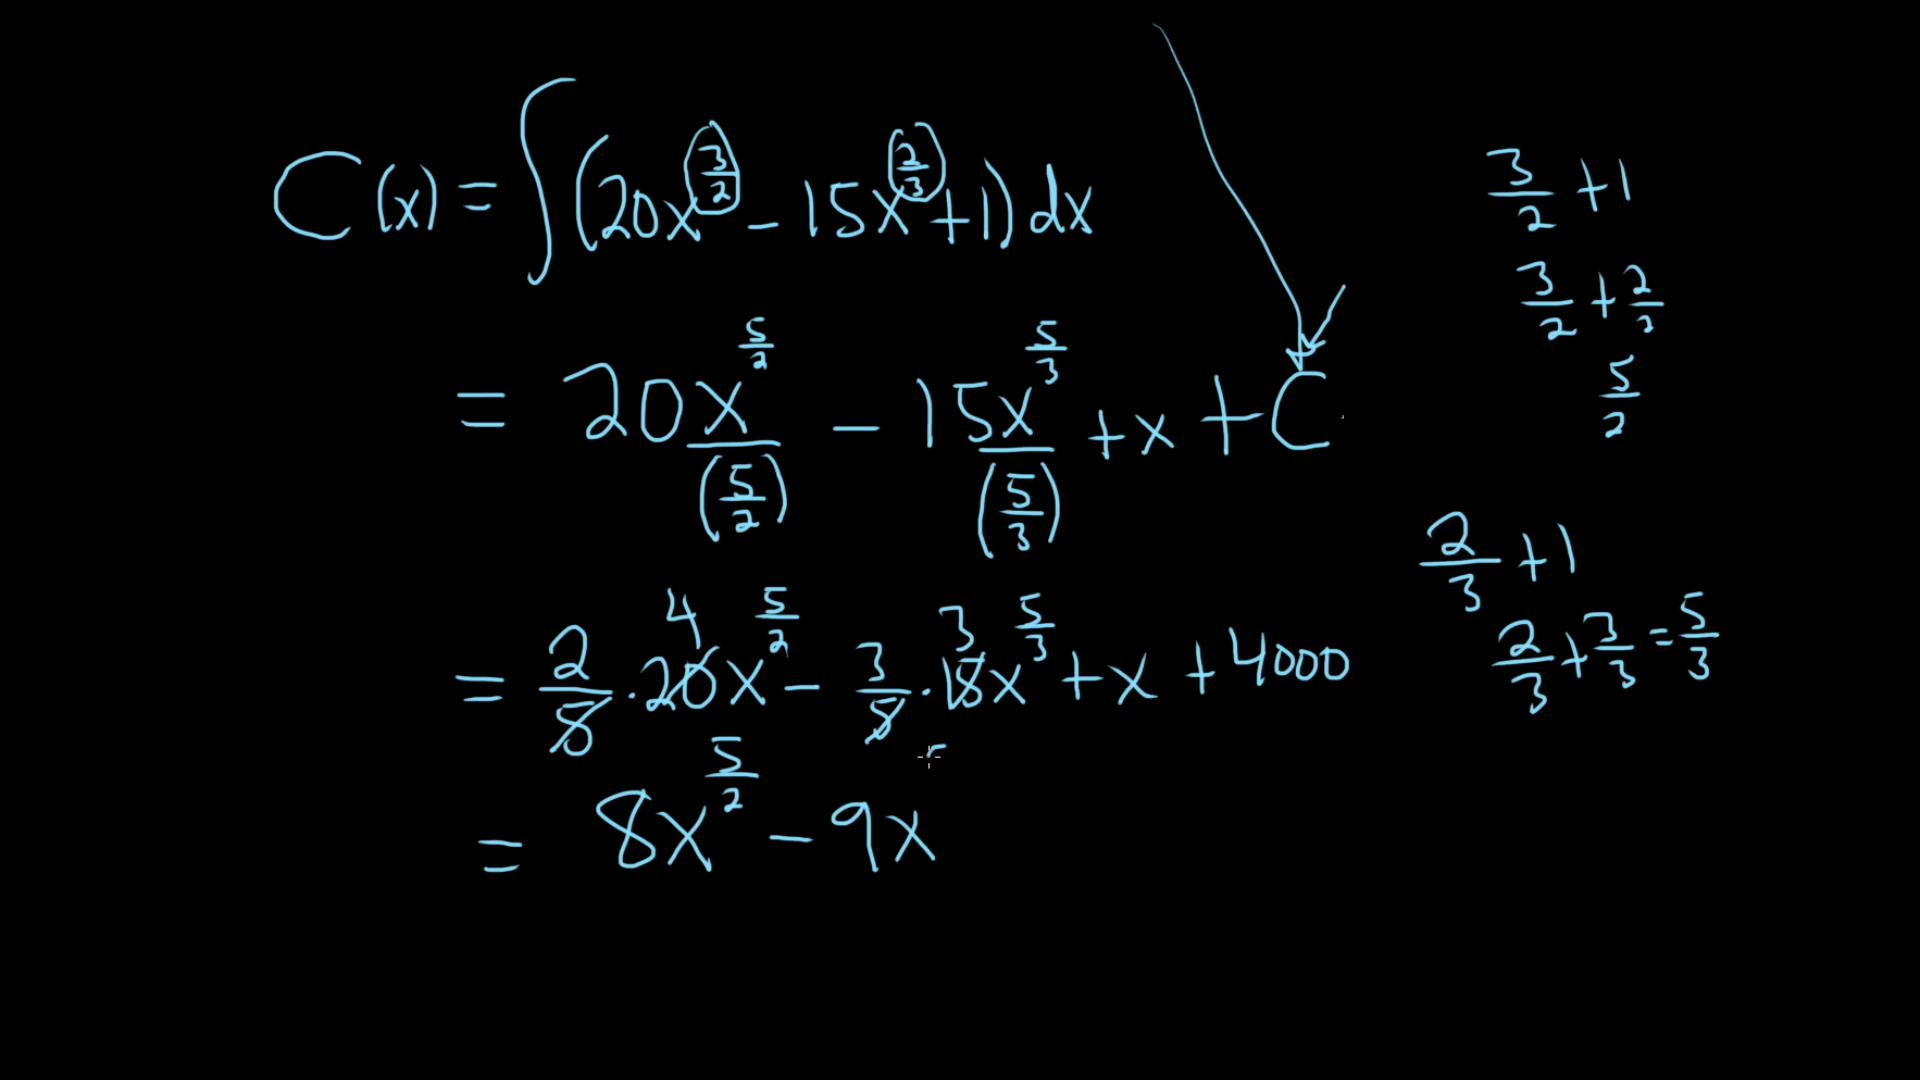 C(x) = ∫(20x^(3/2) - 15x^(2/3) + 1) dx
= 20x^(5/2)/(5/2) - 15x^(5/3)/(5/3) + x + C
= 2/5 · 20x^(5/2) 4 - 3/5 · 15x^(5/3) 3 + x + 4000
= 8x^(5/2) - 9x
3/2 + 1
3/2 + 2/2
5/2
2/3 + 1
2/3 + 3/3 = 5/3